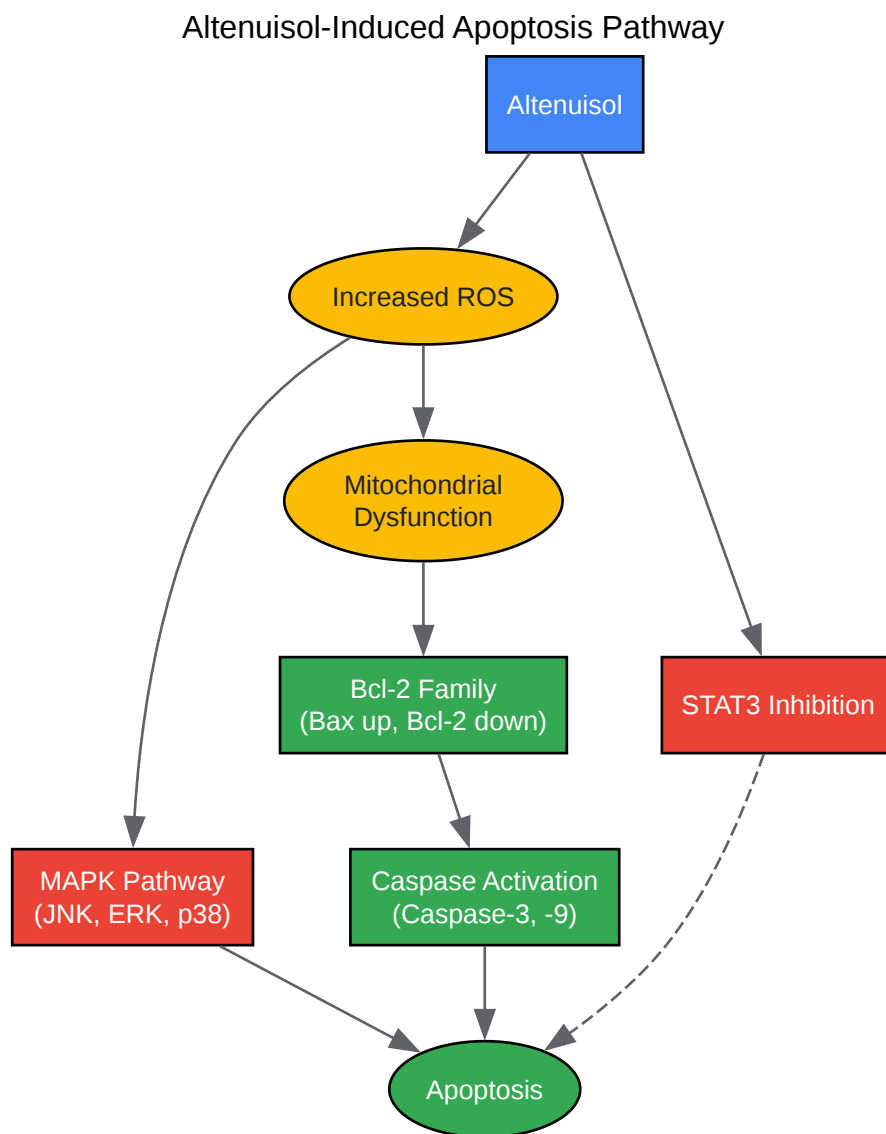 Altenuisol-Induced Apoptosis Pathway
Altenuisol
Increased ROS
Mitochondrial
Dysfunction
Bcl-2 Family
(Bax up, Bcl-2 down)
STAT3 Inhibition
MAPK Pathway
(JNK, ERK, p38)
Caspase Activation
(Caspase-3, -9)
Apoptosis